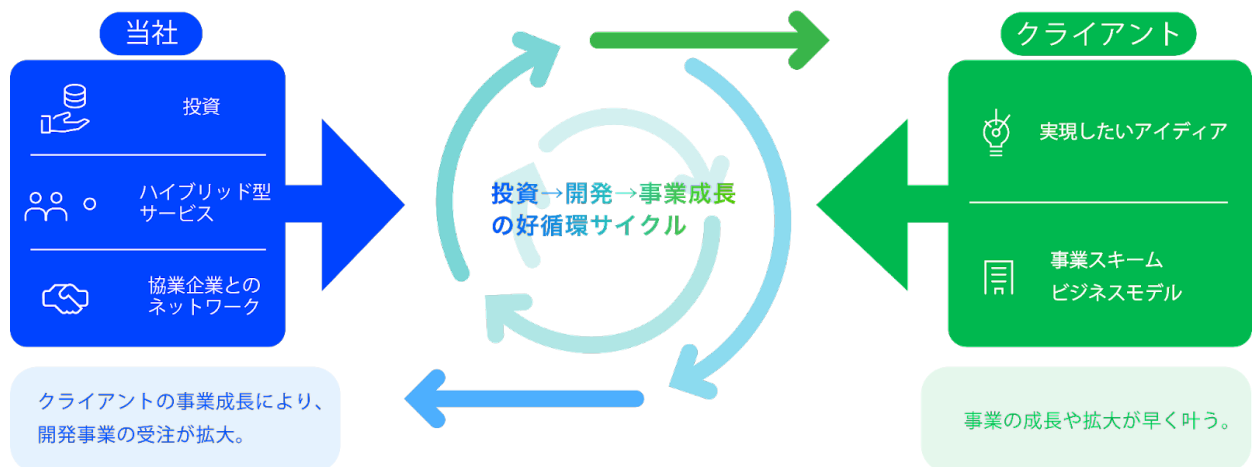 当社
投資
ハイブリッド型
サービス
協業企業との
ネットワーク
クライアントの事業成長により、
開発事業の受注が拡大。
投資→開発→事業成長
の好循環サイクル
クライアント
実現したいアイディア
事業スキーム
ビジネスモデル
事業の成長や拡大が早く叶う。